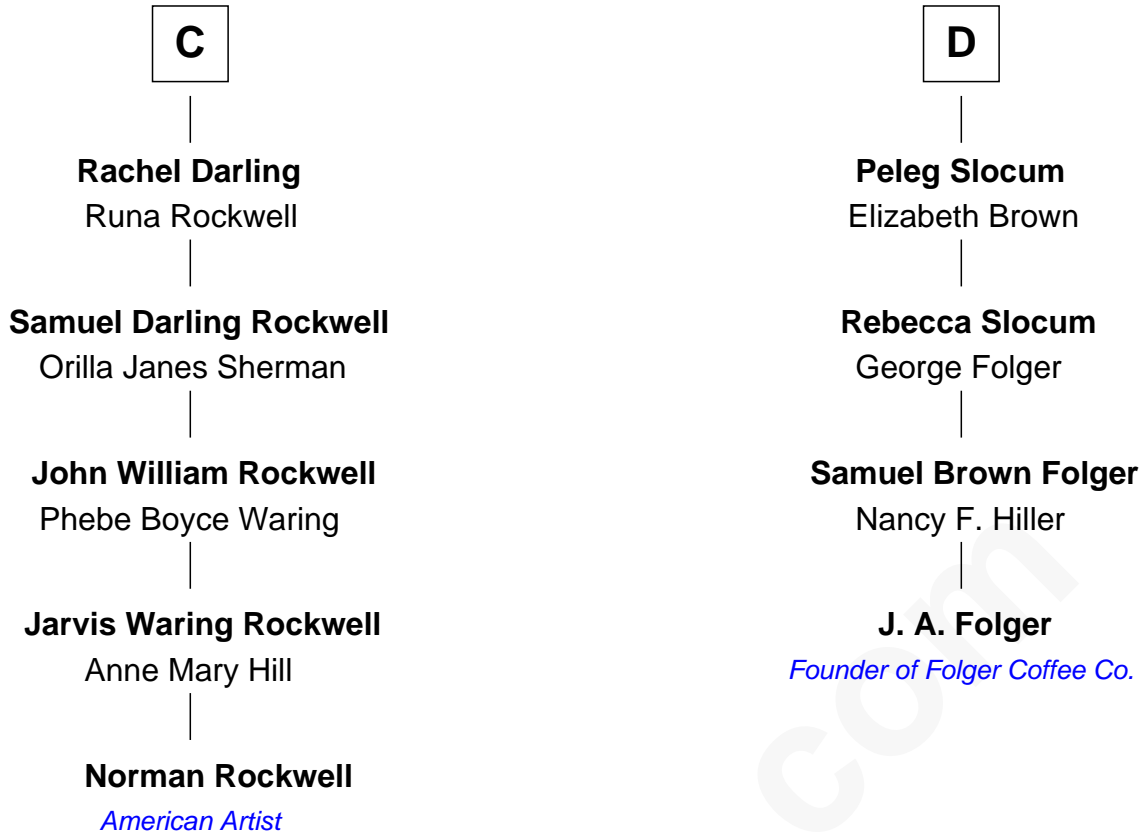 C
D
Rachel Darling
Runa Rockwell
Peleg Slocum
Elizabeth Brown
Samuel Darling Rockwell
Orilla Janes Sherman
Rebecca Slocum
George Folger
John William Rockwell
Phebe Boyce Waring
Samuel Brown Folger
Nancy F. Hiller
Jarvis Waring Rockwell
Anne Mary Hill
J. A. Folger
Founder of Folger Coffee Co.
Norman Rockwell
American Artist
com